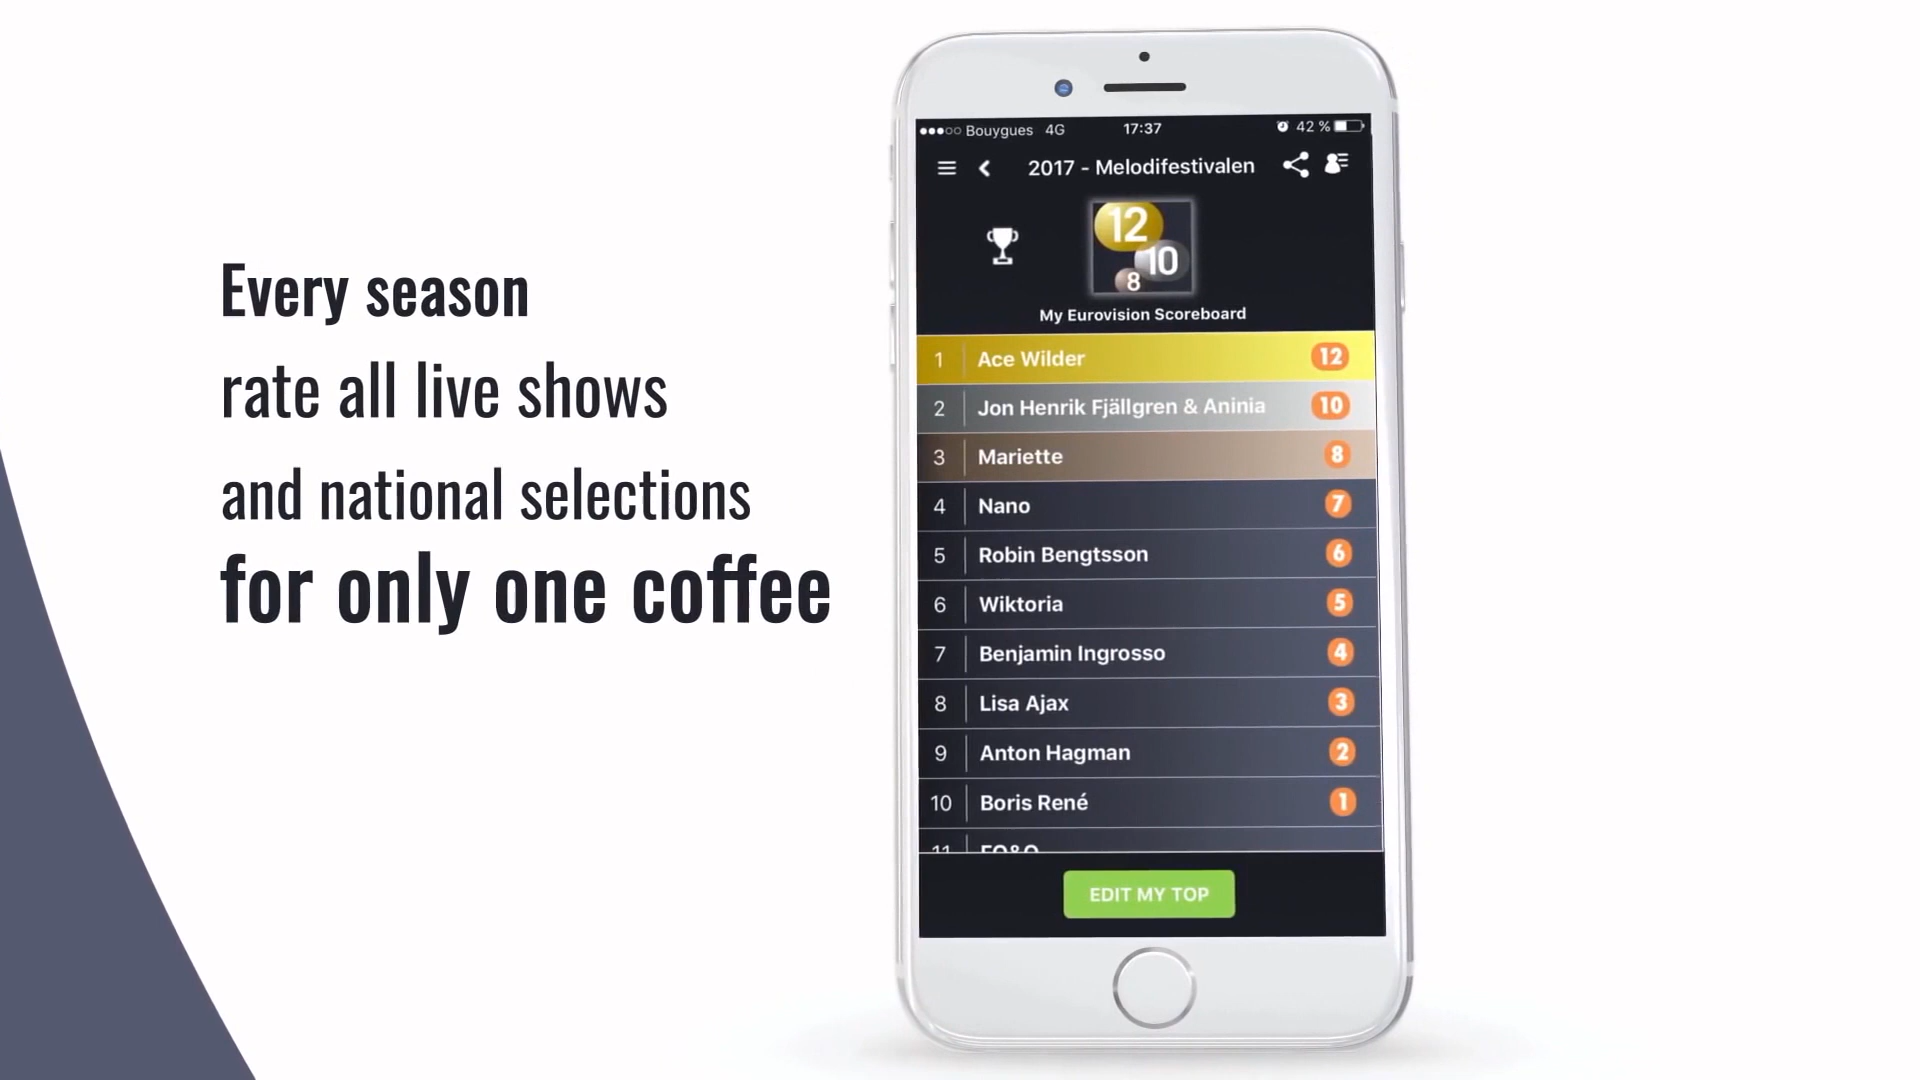 Every season
rate all live shows
and national selections
for only one coffee
Bouygues 4G 17:37 42 %
2017 - Melodifestivalen
12
10
8
My Eurovision Scoreboard
1 Ace Wilder 12
2 Jon Henrik Fjällgren & Aninia 10
3 Mariette 8
4 Nano 7
5 Robin Bengtsson 6
6 Wiktoria 5
7 Benjamin Ingrosso 4
8 Lisa Ajax 3
9 Anton Hagman 2
10 Boris René 1
11 FO&O
EDIT MY TOP